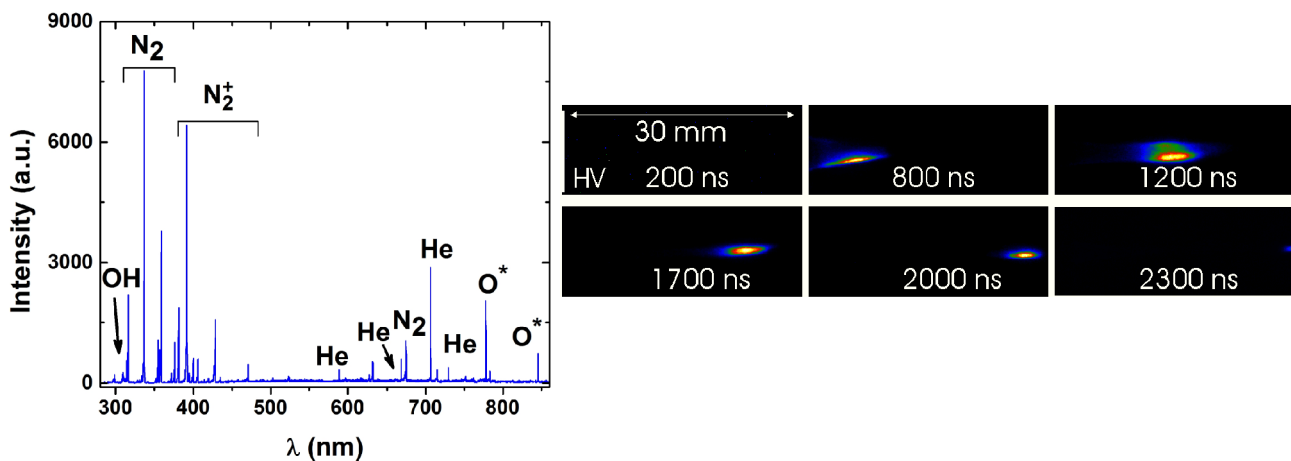 9000
6000
3000
0
Intensity (a.u.)
N2
N2+
OH
He
He
N2
He
He
O*
O*
300 400 500 600 700 800
λ (nm)
30 mm
HV
200 ns
800 ns
1200 ns
1700 ns
2000 ns
2300 ns